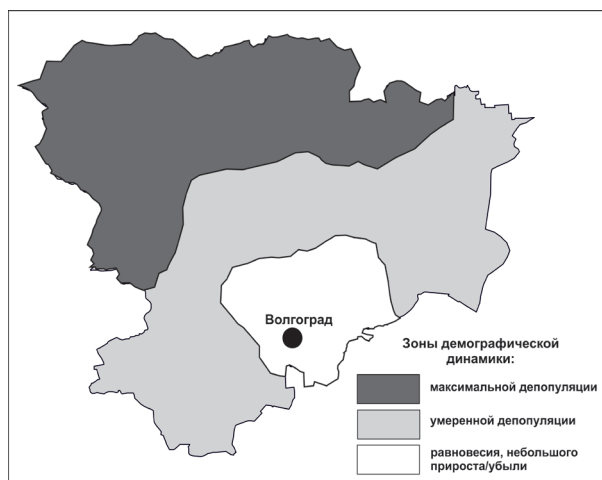 Волгоград
Зоны демографической
динамики:
максимальной депопуляции
умеренной депопуляции
равновесия, небольшого
прироста/убыли